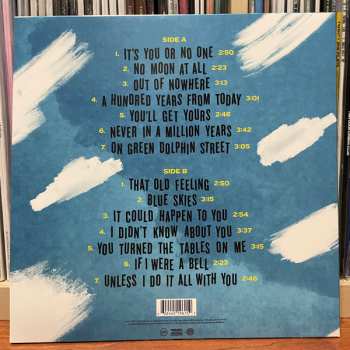 SIDE A
1. IT'S YOU OR NO ONE 2:50
2. NO MOON AT ALL 2:23
3. OUT OF NOWHERE 3:13
4. A HUNDRED YEARS FROM TODAY 3:01
5. YOU'LL GET YOURS 2:46
6. NEVER IN A MILLION YEARS 3:42
7. ON GREEN DOLPHIN STREET 3:05
SIDE B
1. THAT OLD FEELING 2:50
2. BLUE SKIES 3:15
3. IT COULD HAPPEN TO YOU 2:54
4. I DIDN'T KNOW ABOUT YOU 3:37
5. YOU TURNED THE TABLES ON ME 3:15
6. IF I WERE A BELL 2:23
7. UNLESS I DO IT ALL WITH YOU 2:46